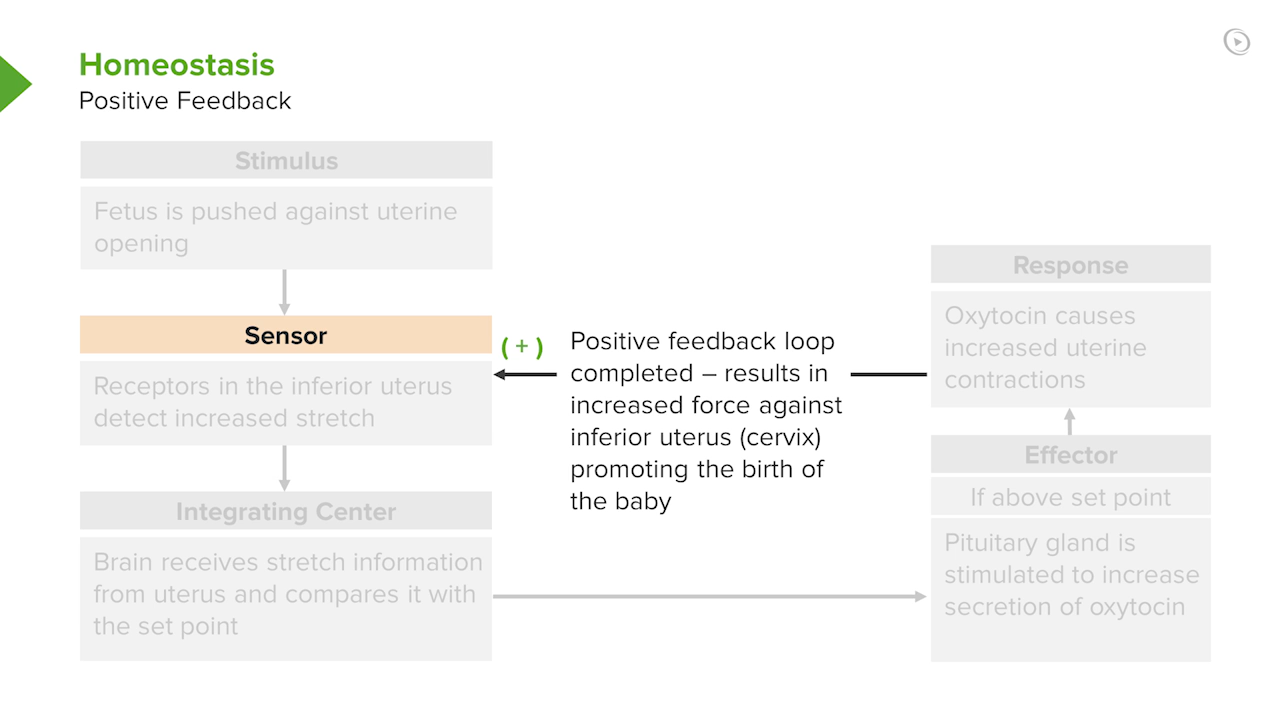 Homeostasis
Positive Feedback
Stimulus
Fetus is pushed against uterine
opening
Sensor
Receptors in the inferior uterus
detect increased stretch
Integrating Center
Brain receives stretch information
from uterus and compares it with
the set point
( + )
Positive feedback loop
completed – results in
increased force against
inferior uterus (cervix)
promoting the birth of
the baby
Response
Oxytocin causes
increased uterine
contractions
Effector
If above set point
Pituitary gland is
stimulated to increase
secretion of oxytocin